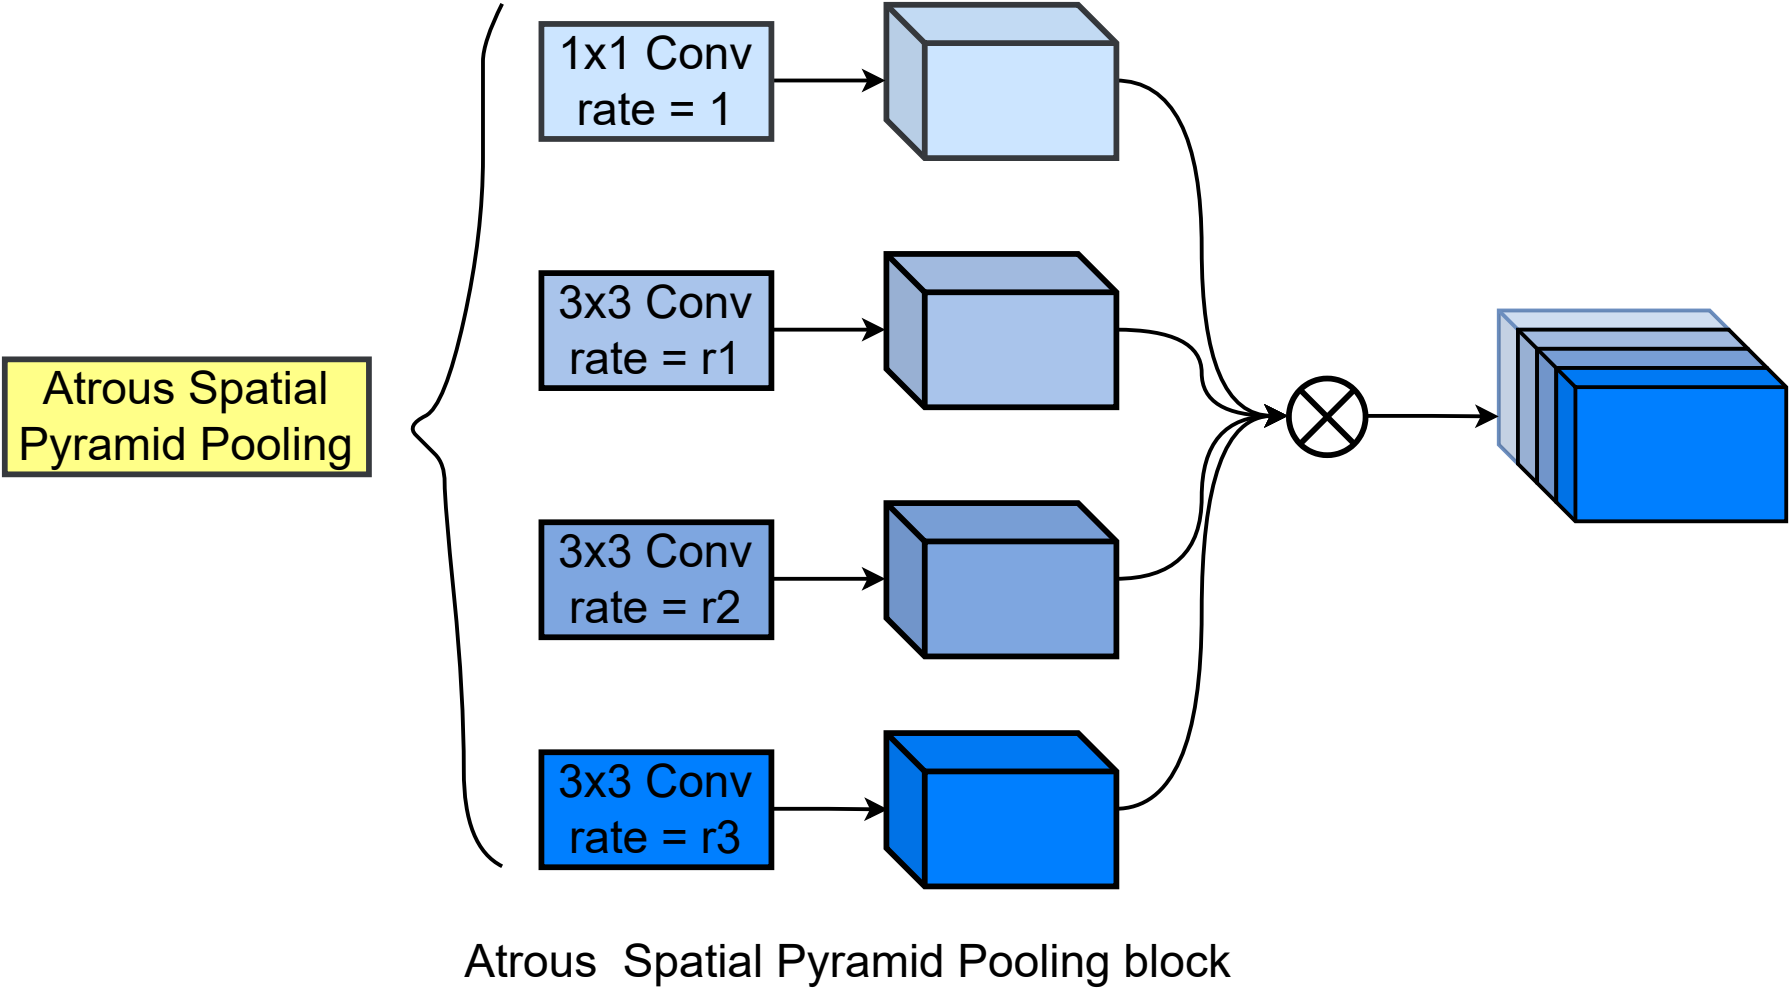 1x1 Conv
rate = 1
3x3 Conv
rate = r1
Atrous Spatial
Pyramid Pooling
3x3 Conv
rate = r2
3x3 Conv
rate = r3
Atrous  Spatial Pyramid Pooling block